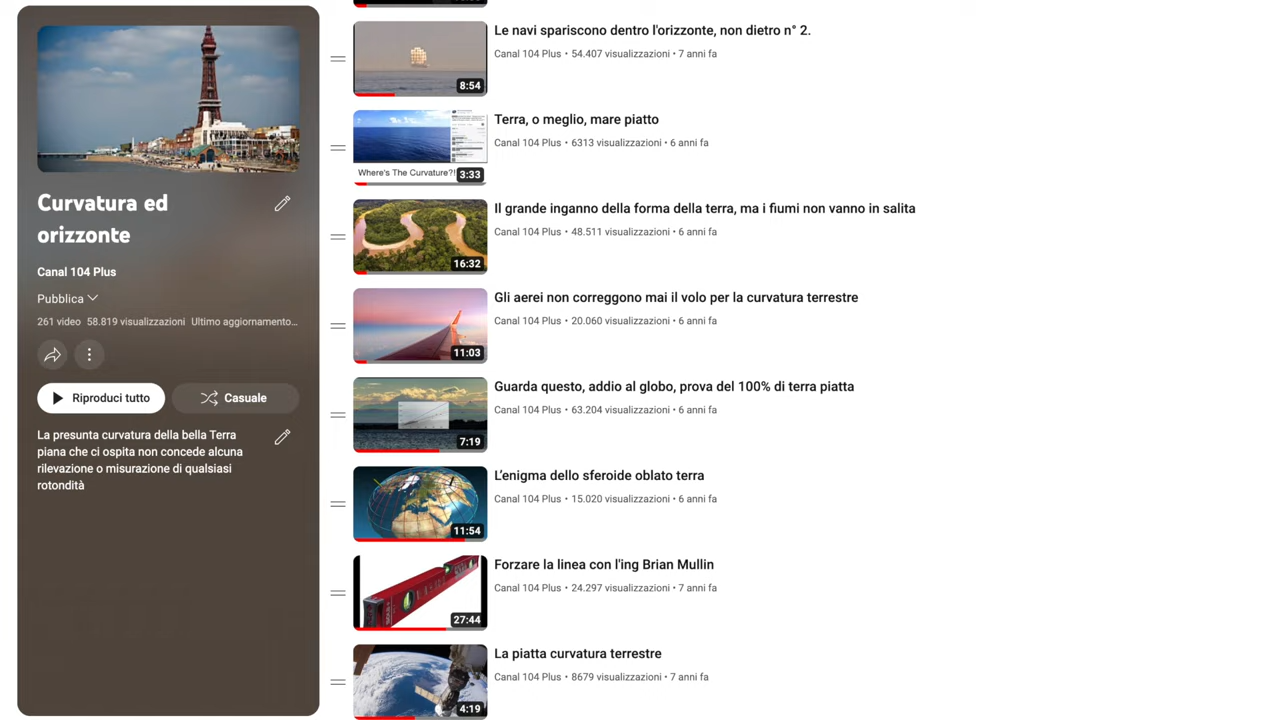 Curvatura ed
orizzonte
Canal 104 Plus
Pubblica
261 video 58.819 visualizzazioni Ultimo aggiornamento…
Riproduci tutto
Casuale
La presunta curvatura della bella Terra
piana che ci ospita non concede alcuna
rilevazione o misurazione di qualsiasi
rotondità
Le navi spariscono dentro l'orizzonte, non dietro n° 2.
Canal 104 Plus • 54.407 visualizzazioni • 7 anni fa
8:54
Terra, o meglio, mare piatto
Canal 104 Plus • 6313 visualizzazioni • 6 anni fa
Where's The Curvature?!
3:33
Il grande inganno della forma della terra, ma i fiumi non vanno in salita
Canal 104 Plus • 48.511 visualizzazioni • 6 anni fa
16:32
Gli aerei non correggono mai il volo per la curvatura terrestre
Canal 104 Plus • 20.060 visualizzazioni • 6 anni fa
11:03
Guarda questo, addio al globo, prova del 100% di terra piatta
Canal 104 Plus • 63.204 visualizzazioni • 6 anni fa
7:19
L'enigma dello sferoide oblato terra
Canal 104 Plus • 15.020 visualizzazioni • 6 anni fa
11:54
Forzare la linea con l'ing Brian Mullin
Canal 104 Plus • 24.297 visualizzazioni • 7 anni fa
27:44
La piatta curvatura terrestre
Canal 104 Plus • 8679 visualizzazioni • 7 anni fa
4:19